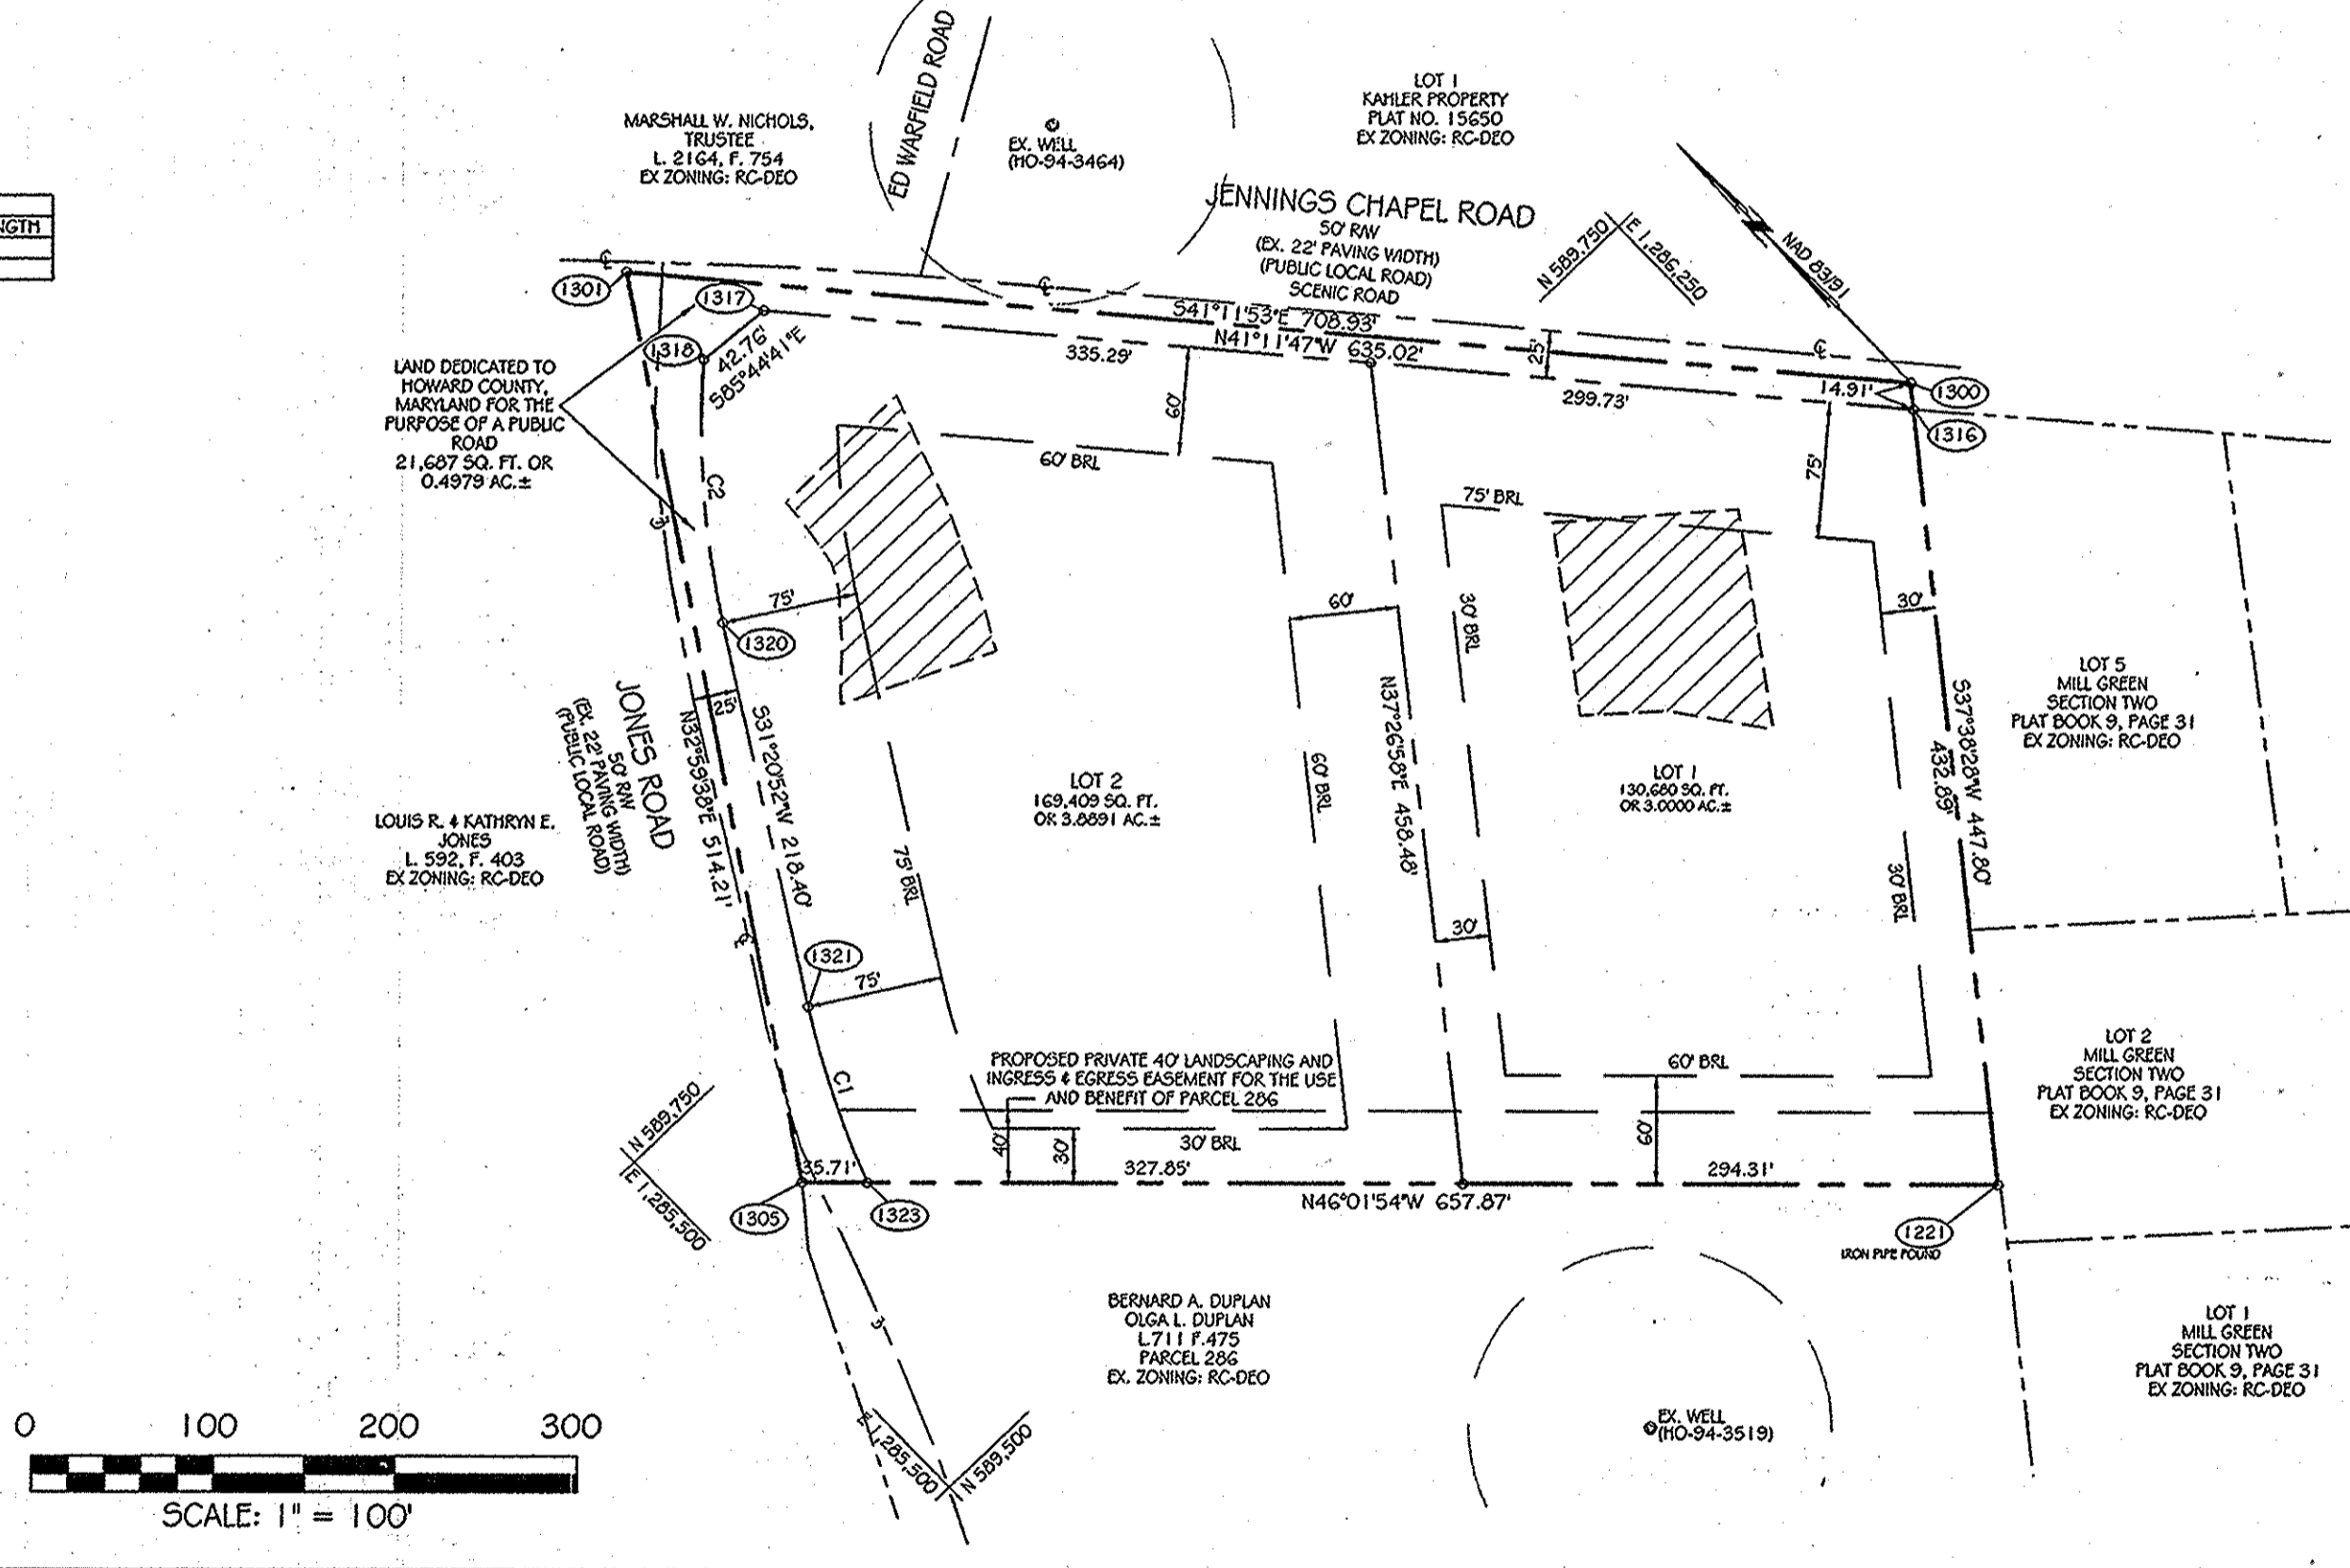 NGTH
MARSHALL W. NICHOLS,
TRUSTEE
L. 2164, F. 754
EX ZONING: RC-DEO
ED WARFIELD ROAD
EX. WELL
(HO-94-3464)
LOT 1
KAHLER PROPERTY
PLAT NO. 15650
EX ZONING: RC-DEO
JENNINGS CHAPEL ROAD
50' R/W
(EX. 22' PAVING WIDTH)
(PUBLIC LOCAL ROAD)
SCENIC ROAD
N 589,750
E 1,286,250
NAD 83/91
1301
1317
1318
42.76'
S85°44'41"E
S41°11'53"E 708.93'
N41°11'47"W 635.02'
335.29'
25'
299.73'
14.91'
1300
1316
LAND DEDICATED TO
HOWARD COUNTY,
MARYLAND FOR THE
PURPOSE OF A PUBLIC
ROAD
21,687 SQ. FT. OR
0.4979 AC.±
C2
60'
60' BRL
75' BRL
75'
75'
1320
60'
30' BRL
30'
JONES ROAD
50' R/W
(EX. 22' PAVING WIDTH)
(PUBLIC LOCAL ROAD)
25'
N32°59'38"E 514.21'
S31°20'52"W 218.40'
75' BRL
LOT 2
169,409 SQ. FT.
OR 3.8891 AC.±
60' BRL
N37°26'58"E 458.48'
LOT 1
130,680 SQ. FT.
OR 3.0000 AC.±
30' BRL
S37°38'28"W 447.80'
432.89'
LOT 5
MILL GREEN
SECTION TWO
PLAT BOOK 9, PAGE 31
EX ZONING: RC-DEO
LOUIS R. & KATHRYN E.
JONES
L. 592, F. 403
EX ZONING: RC-DEO
1321
75'
30'
C1
PROPOSED PRIVATE 40' LANDSCAPING AND
INGRESS & EGRESS EASEMENT FOR THE USE
AND BENEFIT OF PARCEL 286
60' BRL
40'
30'
30' BRL
60'
LOT 2
MILL GREEN
SECTION TWO
PLAT BOOK 9, PAGE 31
EX ZONING: RC-DEO
N 589,750
E 1,285,500
35.71'
327.85'
294.31'
N46°01'54"W 657.87'
1305
1323
1221
IRON PIPE FOUND
BERNARD A. DUPLAN
OLGA L. DUPLAN
L.711 F.475
PARCEL 286
EX. ZONING: RC-DEO
EX. WELL
(HO-94-3519)
LOT 1
MILL GREEN
SECTION TWO
PLAT BOOK 9, PAGE 31
EX ZONING: RC-DEO
E 1,285,500
N 589,500
0 100 200 300
SCALE: 1" = 100'